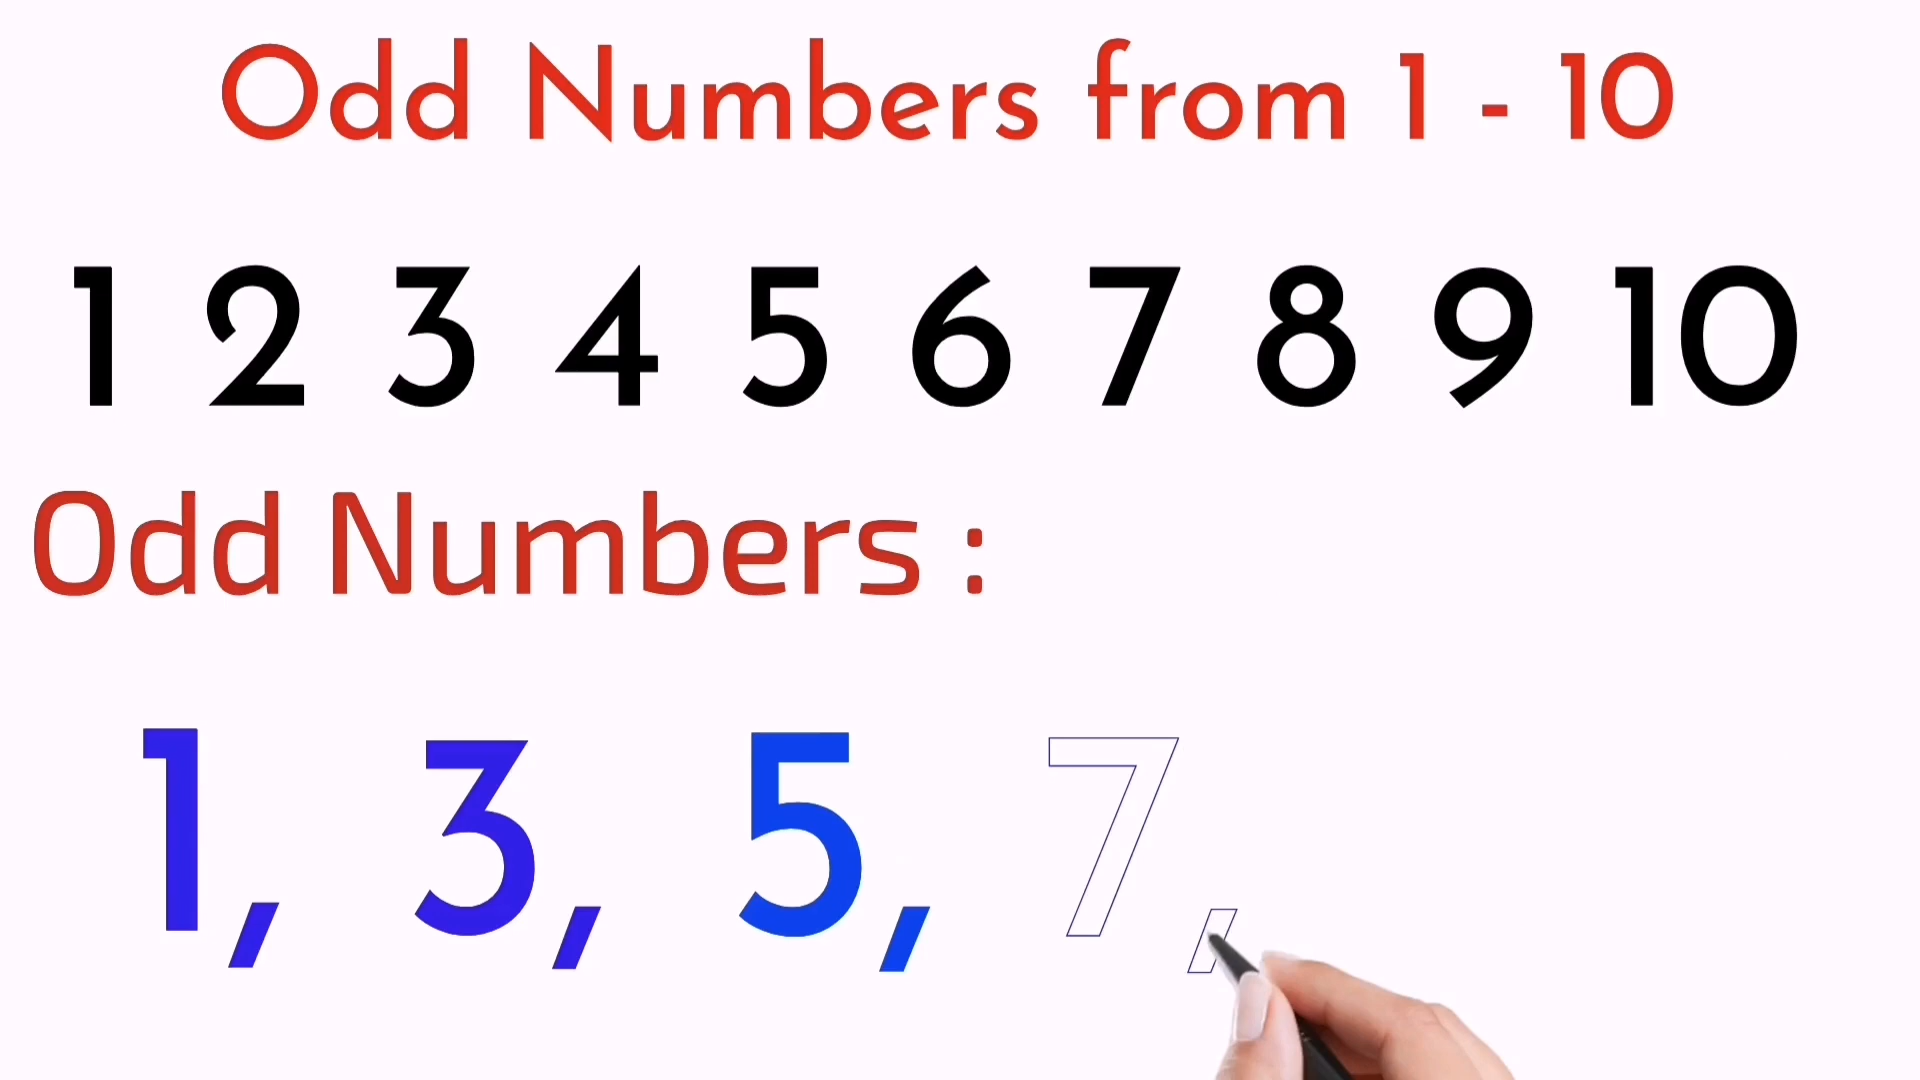 Odd Numbers from 1 - 10
1 2 3 4 5 6 7 8 9 10
Odd Numbers :
1, 3, 5, 7,